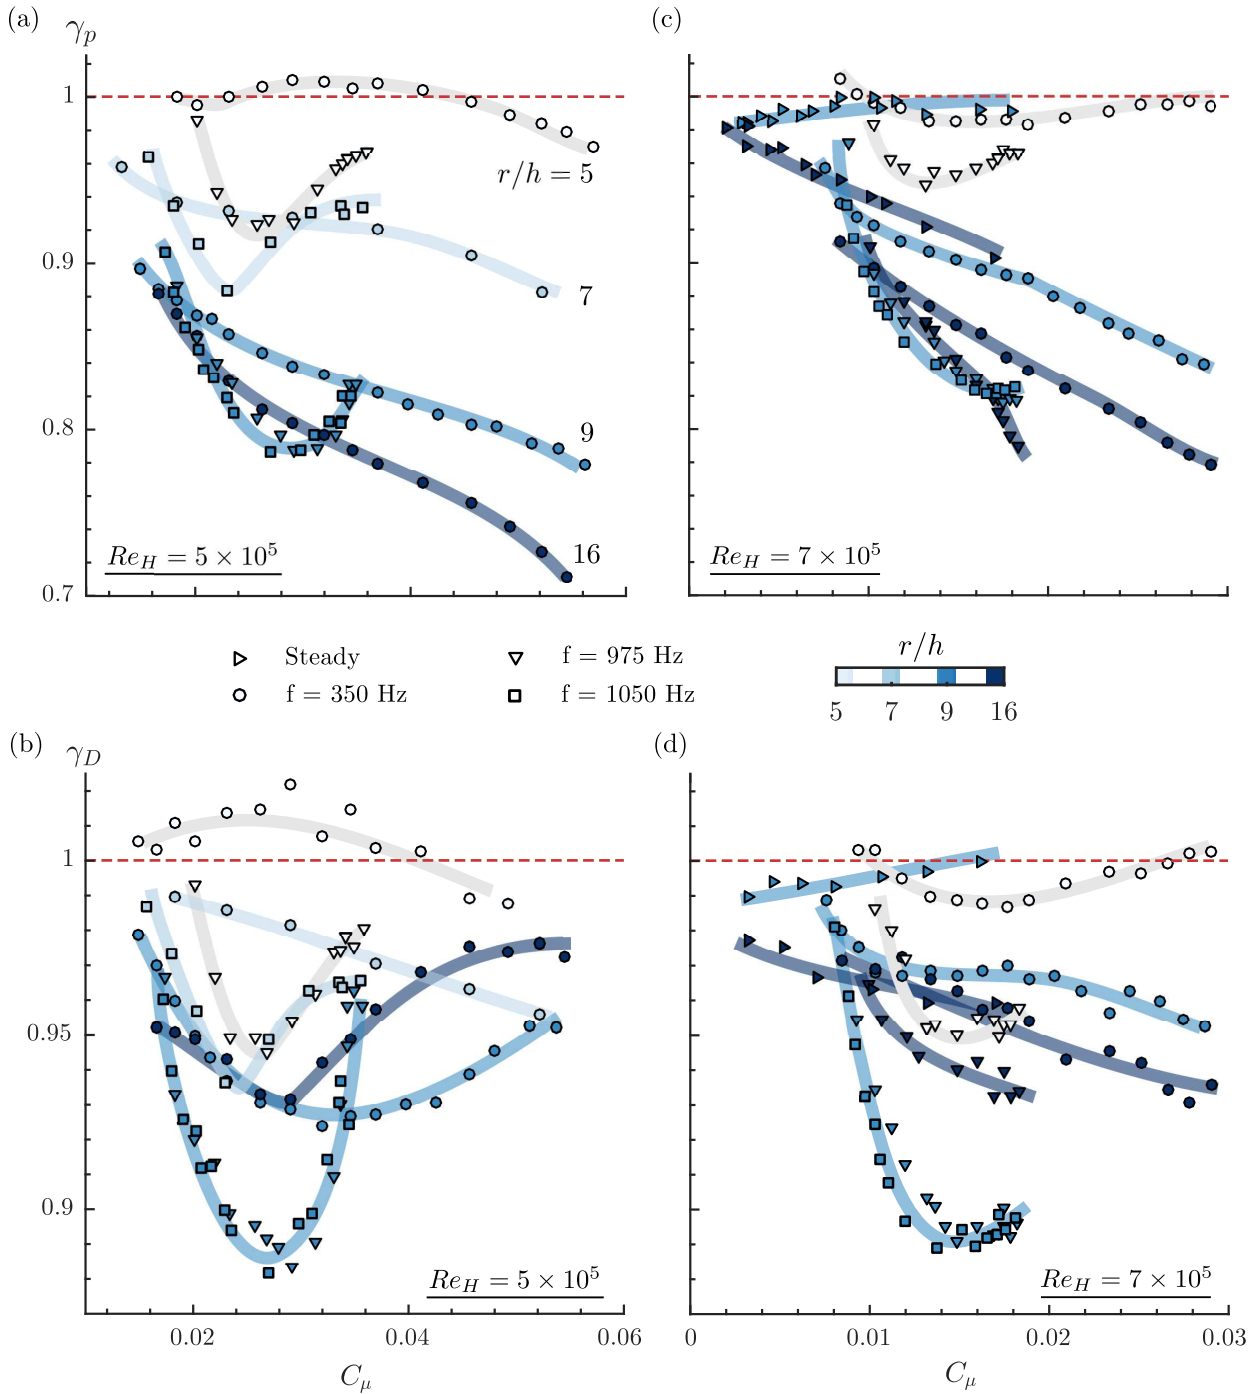 (a)
γp
1
0.9
0.8
0.7
r/h = 5
7
9
16
Re_H = 5 × 10^5
(c)
Re_H = 7 × 10^5
Steady
f = 350 Hz
f = 975 Hz
f = 1050 Hz
r/h
5 7 9 16
(b)
γD
1
0.95
0.9
Re_H = 5 × 10^5
0.02 0.04 0.06
Cμ
(d)
Re_H = 7 × 10^5
0 0.01 0.02 0.03
Cμ